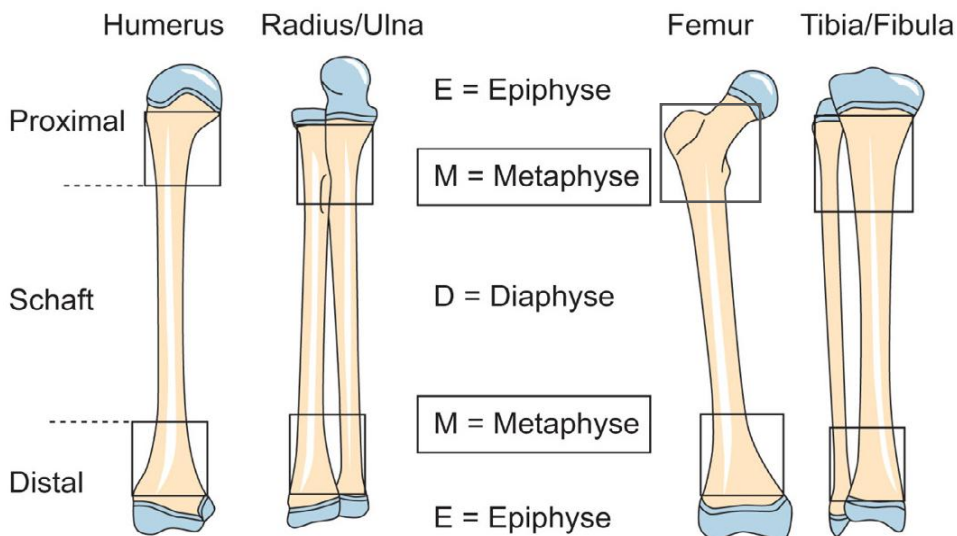 Humerus
Radius/Ulna
Femur
Tibia/Fibula
Proximal
E = Epiphyse
M = Metaphyse
Schaft
D = Diaphyse
M = Metaphyse
Distal
E = Epiphyse